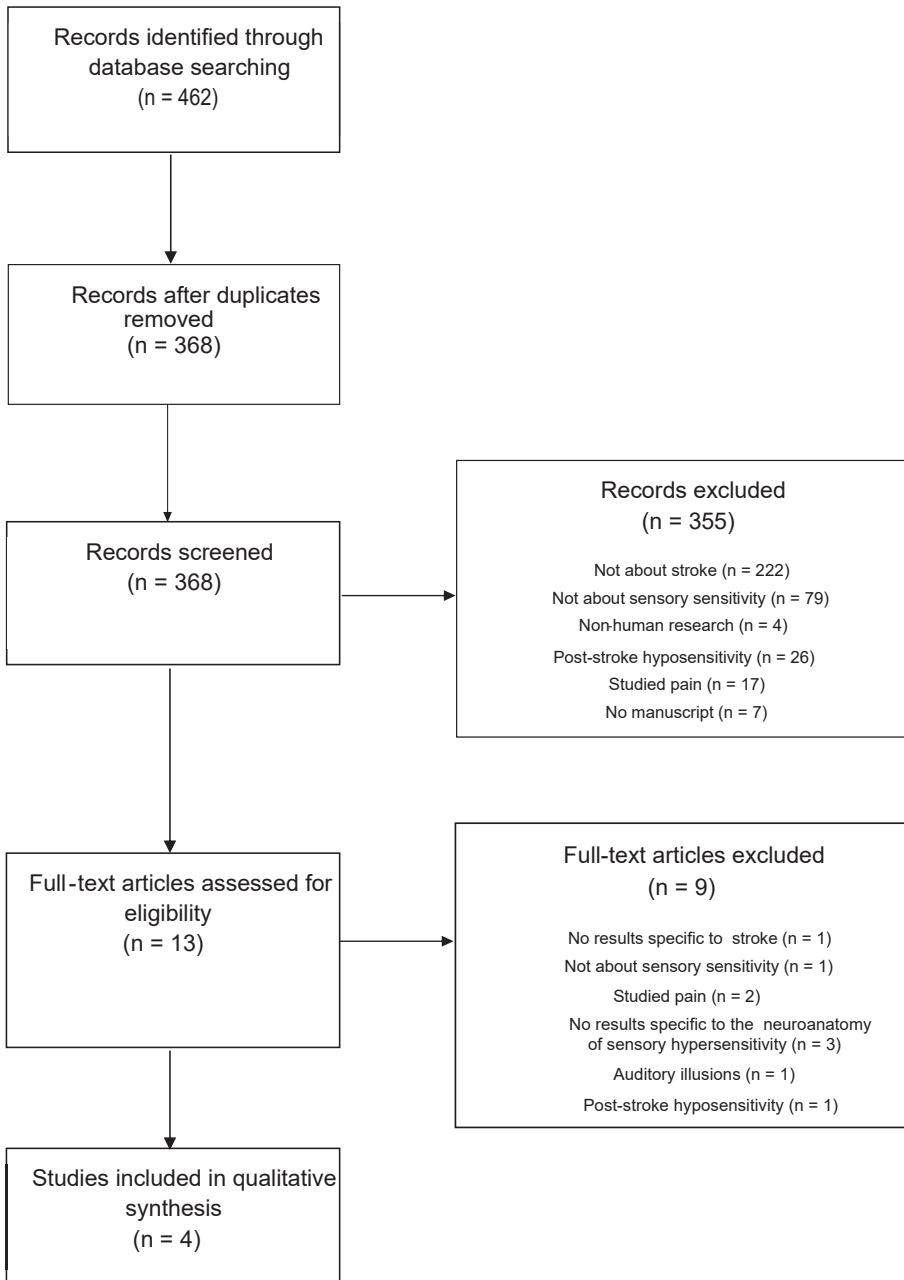 Records identified through
database searching
(n = 462)
Records after duplicates
removed
(n = 368)
Records screened
(n = 368)
Records excluded
(n = 355)
Not about stroke (n = 222)
Not about sensory sensitivity (n = 79)
Non-human research (n = 4)
Post-stroke hyposensitivity (n = 26)
Studied pain (n = 17)
No manuscript (n = 7)
Full-text articles assessed for
eligibility
(n = 13)
Full-text articles excluded
(n = 9)
No results specific to stroke (n = 1)
Not about sensory sensitivity (n = 1)
Studied pain (n = 2)
No results specific to the neuroanatomy
of sensory hypersensitivity (n = 3)
Auditory illusions (n = 1)
Post-stroke hyposensitivity (n = 1)
Studies included in qualitative
synthesis
(n = 4)